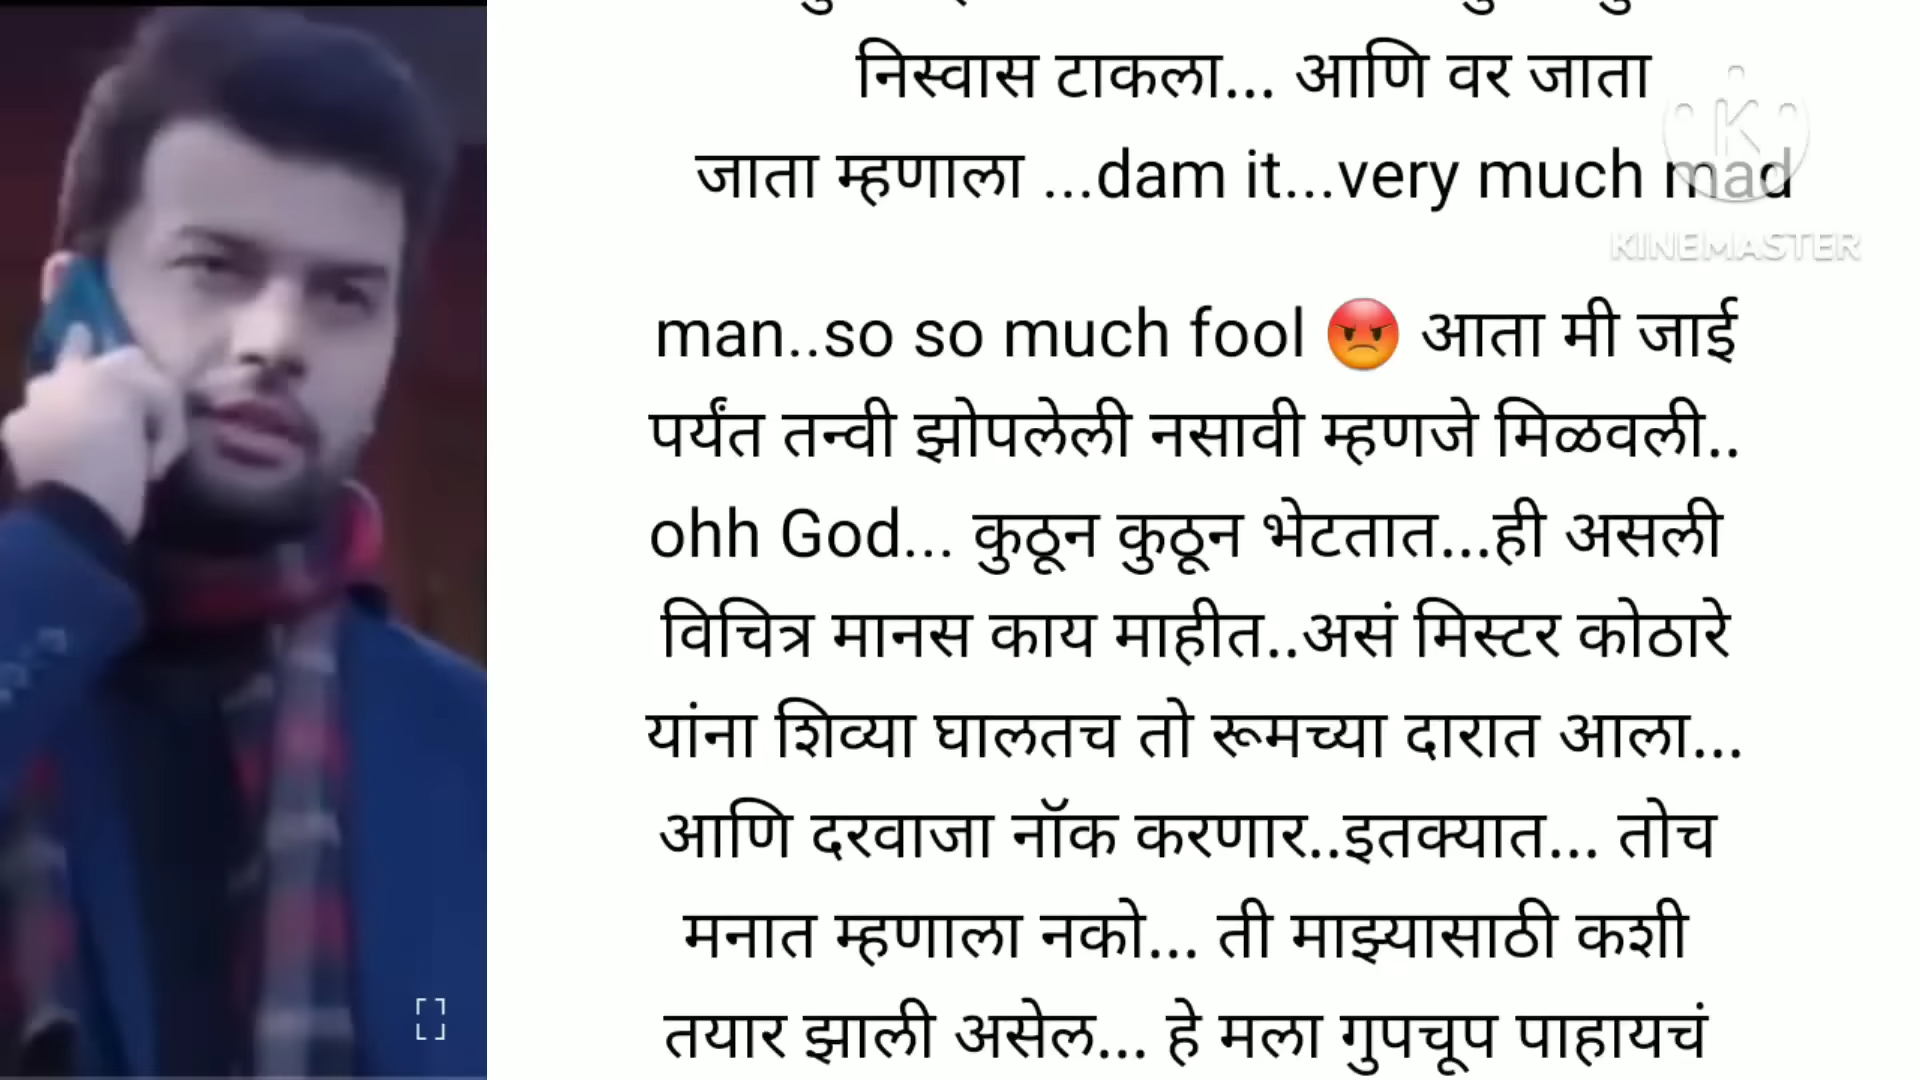 निस्वास टाकला... आणि वर जाता
जाता म्हणाला ...dam it...very much mad
KINEMASTER
man..so so much fool 😡 आता मी जाई
पर्यंत तन्वी झोपलेली नसावी म्हणजे मिळवली..
ohh God... कुठून कुठून भेटतात...ही असली
विचित्र मानस काय माहीत..असं मिस्टर कोठारे
यांना शिव्या घालतच तो रूमच्या दारात आला...
आणि दरवाजा नॉक करणार..इतक्यात... तोच
मनात म्हणाला नको... ती माझ्यासाठी कशी
तयार झाली असेल... हे मला गुपचूप पाहायचं